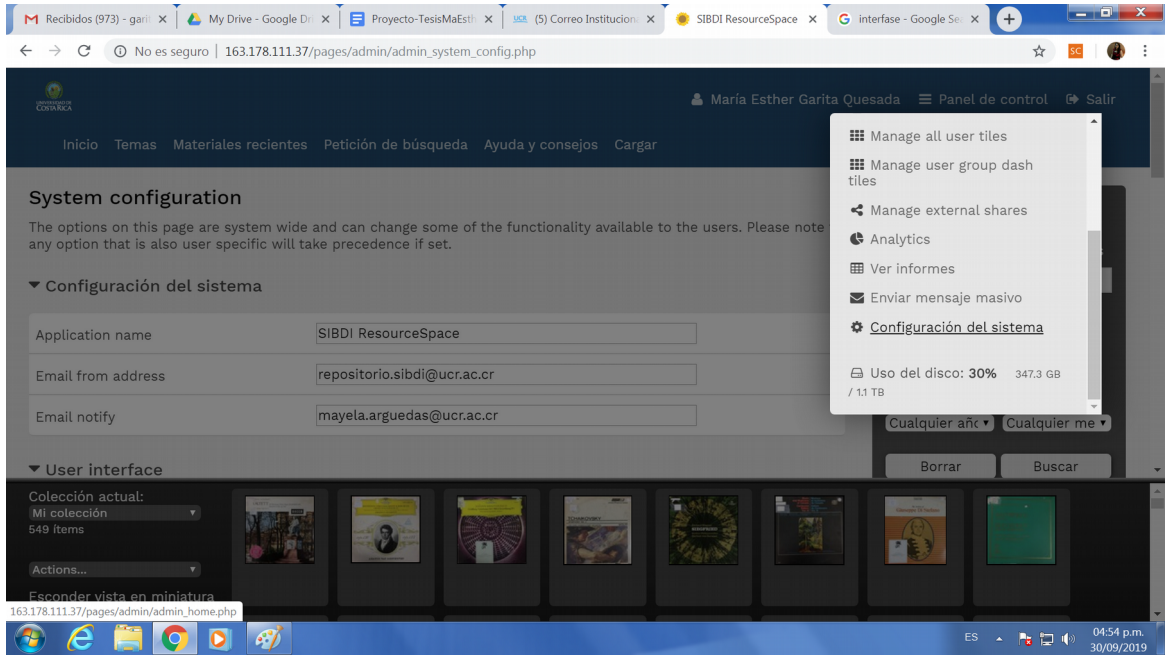 Recibidos (973) - garit
My Drive - Google Dri
Proyecto-TesisMaEsth
(5) Correo Institucion
SIBDI ResourceSpace
interfase - Google Se
No es seguro | 163.178.111.37/pages/admin/admin_system_config.php
UNIVERSIDAD DE
COSTA RICA
María Esther Garita Quesada Panel de control Salir
Inicio Temas Materiales recientes Petición de búsqueda Ayuda y consejos Cargar
Manage all user tiles
Manage user group dash
tiles
Manage external shares
Analytics
Ver informes
Enviar mensaje masivo
Configuración del sistema
Uso del disco: 30% 347.3 GB
/ 1.1 TB
System configuration
The options on this page are system wide and can change some of the functionality available to the users. Please note
any option that is also user specific will take precedence if set.
Configuración del sistema
Application name SIBDI ResourceSpace
Email from address repositorio.sibdi@ucr.ac.cr
Email notify mayela.arguedas@ucr.ac.cr
User interface
Cualquier año Cualquier me
Borrar Buscar
Colección actual:
Mi colección
549 ítems
Actions...
Esconder vista en miniatura
163.178.111.37/pages/admin/admin_home.php
ES 04:54 p.m.
30/09/2019